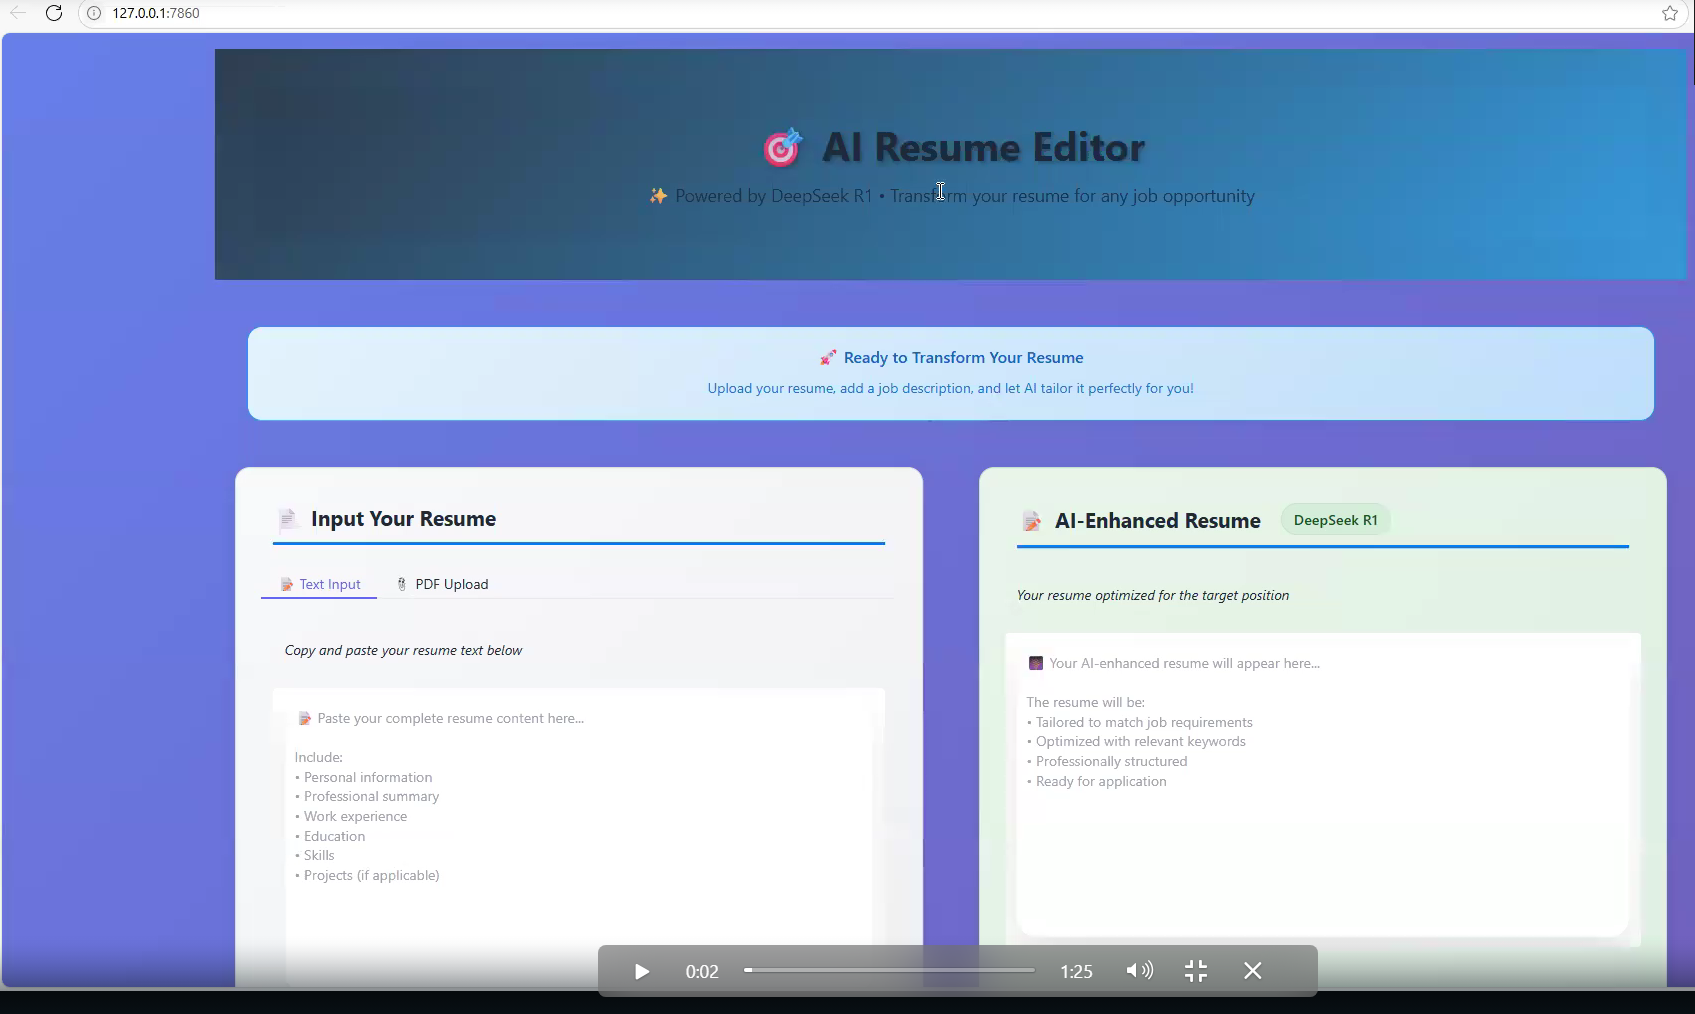 127.0.0.1:7860
AI Resume Editor
Powered by DeepSeek R1 • Transform your resume for any job opportunity
Ready to Transform Your Resume
Upload your resume, add a job description, and let AI tailor it perfectly for you!
Input Your Resume
Text Input
PDF Upload
Copy and paste your resume text below
Paste your complete resume content here...
Include:
• Personal information
• Professional summary
• Work experience
• Education
• Skills
• Projects (if applicable)
AI-Enhanced Resume
DeepSeek R1
Your resume optimized for the target position
Your AI-enhanced resume will appear here...
The resume will be:
• Tailored to match job requirements
• Optimized with relevant keywords
• Professionally structured
• Ready for application
0:02
1:25